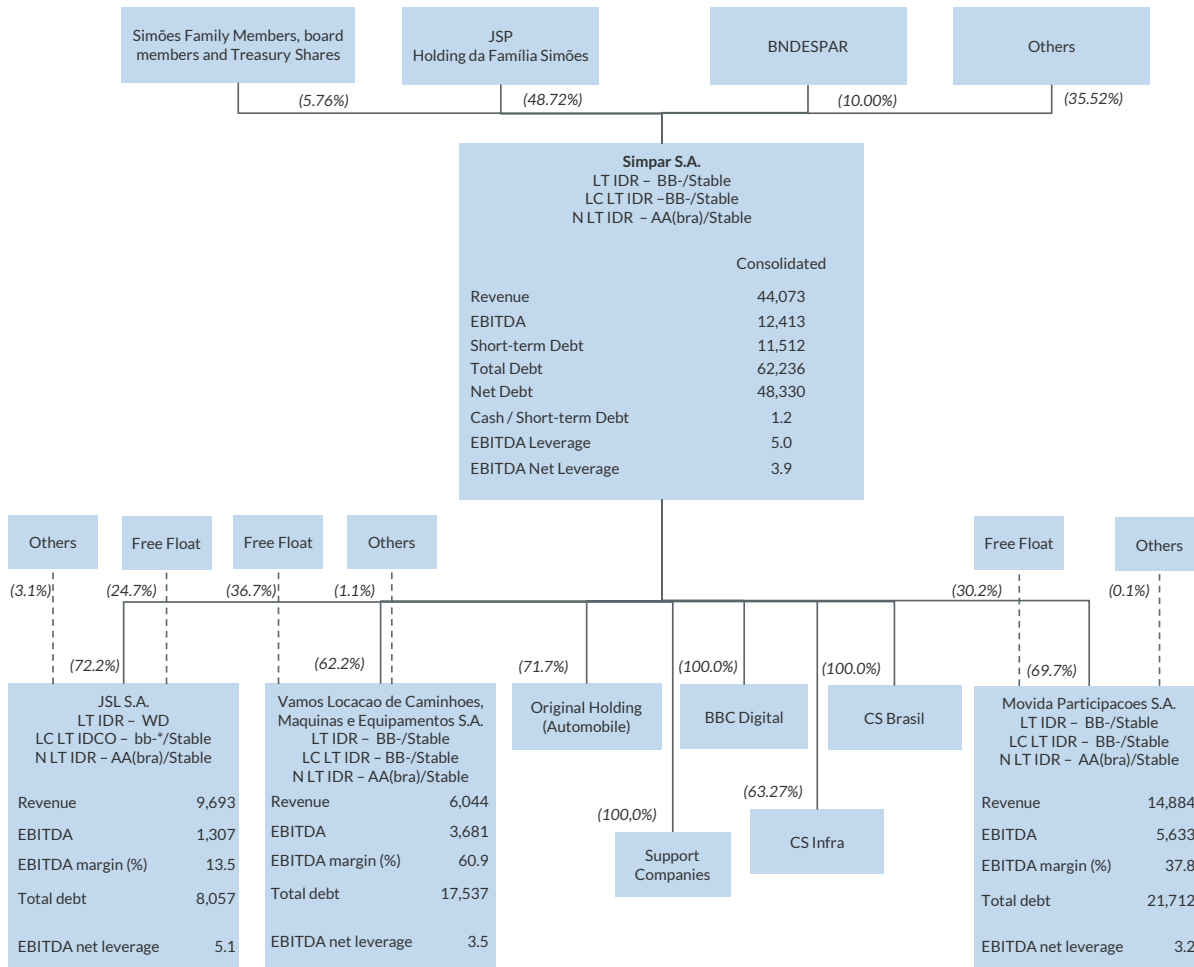 Simões Family Members, board
members and Treasury Shares
JSP
Holding da Família Simões
BNDESPAR
Others
(5.76%)
(48.72%)
(10.00%)
(35.52%)
Simpar S.A.
LT IDR – BB-/Stable
LC LT IDR –BB-/Stable
N LT IDR – AA(bra)/Stable
Consolidated
Revenue 44,073
EBITDA 12,413
Short-term Debt 11,512
Total Debt 62,236
Net Debt 48,330
Cash / Short-term Debt 1.2
EBITDA Leverage 5.0
EBITDA Net Leverage 3.9
Others
Free Float
Free Float
Others
Free Float
Others
(3.1%)
(24.7%)
(36.7%)
(1.1%)
(30.2%)
(0.1%)
(72.2%)
(62.2%)
(71.7%)
(100.0%)
(100.0%)
(69.7%)
JSL S.A.
LT IDR – WD
LC LT IDCO – bb-*/Stable
N LT IDR – AA(bra)/Stable
Revenue 9,693
EBITDA 1,307
EBITDA margin (%) 13.5
Total debt 8,057
EBITDA net leverage 5.1
Vamos Locacao de Caminhoes,
Maquinas e Equipamentos S.A.
LT IDR – BB-/Stable
LC LT IDR – BB-/Stable
N LT IDR – AA(bra)/Stable
Revenue 6,044
EBITDA 3,681
EBITDA margin (%) 60.9
Total debt 17,537
EBITDA net leverage 3.5
Original Holding
(Automobile)
BBC Digital
CS Brasil
(100,0%)
(63.27%)
Support
Companies
CS Infra
Movida Participacoes S.A.
LT IDR – BB-/Stable
LC LT IDR – BB-/Stable
N LT IDR – AA(bra)/Stable
Revenue 14,884
EBITDA 5,633
EBITDA margin (%) 37.8
Total debt 21,712
EBITDA net leverage 3.2